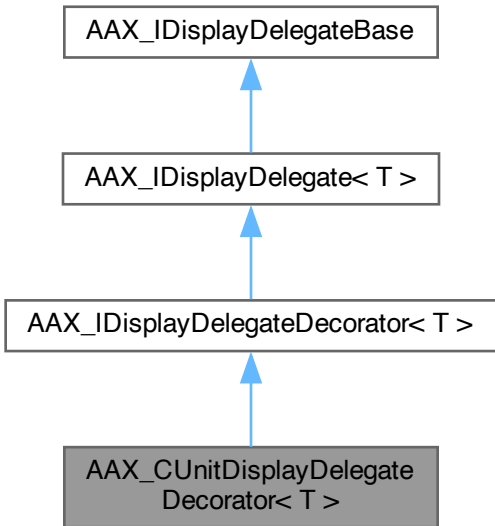 AAX_IDisplayDelegateBase
AAX_IDisplayDelegate< T >
AAX_IDisplayDelegateDecorator< T >
AAX_CUnitDisplayDelegate
Decorator< T >